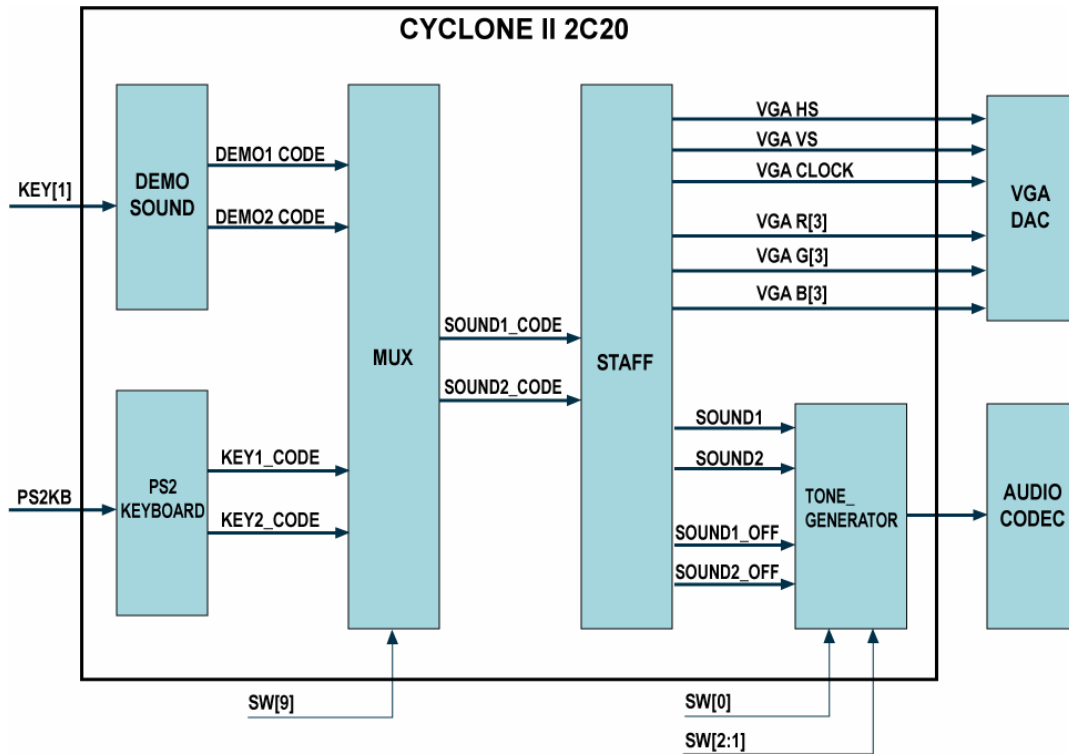 CYCLONE II 2C20
KEY[1]
DEMO
SOUND
DEMO1 CODE
DEMO2 CODE
PS2KB
PS2
KEYBOARD
KEY1_CODE
KEY2_CODE
MUX
SW[9]
SOUND1_CODE
SOUND2_CODE
STAFF
VGA HS
VGA VS
VGA CLOCK
VGA R[3]
VGA G[3]
VGA B[3]
VGA
DAC
SOUND1
SOUND2
SOUND1_OFF
SOUND2_OFF
TONE_
GENERATOR
SW[0]
SW[2:1]
AUDIO
CODEC